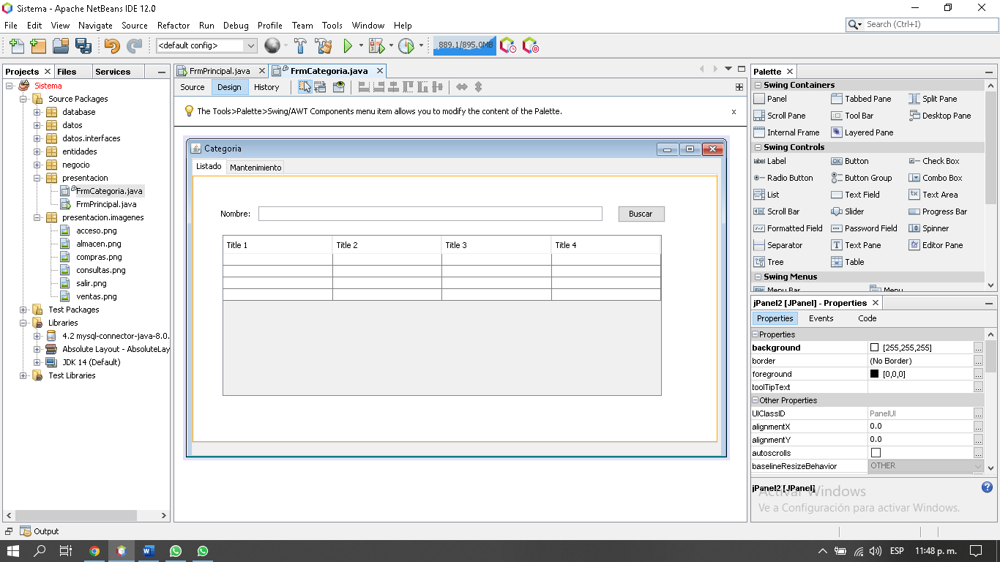 Sistema - Apache NetBeans IDE 12.0
File Edit View Navigate Source Refactor Run Debug Profile Team Tools Window Help
Search (Ctrl+I)
<default config>
889,1/895,0MB
Projects
Files
Services
Sistema
Source Packages
database
datos
datos.interfaces
entidades
negocio
presentacion
FrmCategoria.java
FrmPrincipal.java
presentacion.imagenes
acceso.png
almacen.png
compras.png
consultas.png
salir.png
ventas.png
Test Packages
Libraries
4.2 mysql-connector-java-8.0.
Absolute Layout - AbsoluteLay
JDK 14 (Default)
Test Libraries
FrmPrincipal.java
FrmCategoria.java
Source Design History
The Tools>Palette>Swing/AWT Components menu item allows you to modify the content of the Palette.
x
Categoria
Listado Mantenimiento
Nombre:
Buscar
Title 1 Title 2 Title 3 Title 4
Palette
Swing Containers
Panel Tabbed Pane Split Pane
Scroll Pane Tool Bar Desktop Pane
Internal Frame Layered Pane
Swing Controls
Label Button Check Box
Radio Button Button Group Combo Box
List Text Field Text Area
Scroll Bar Slider Progress Bar
Formatted Field Password Field Spinner
Separator Text Pane Editor Pane
Tree Table
Swing Menus
Menu Bar Menu
jPanel2 [JPanel] - Properties
Properties Events Code
Properties
background [255,255,255]
border (No Border)
foreground [0,0,0]
toolTipText
Other Properties
UIClassID PanelUI
alignmentX 0.0
alignmentY 0.0
autoscrolls
baselineResizeBehavior OTHER
jPanel2 [JPanel]
Activar Windows
Ve a Configuración para activar Windows.
Output
ESP 11:48 p. m.